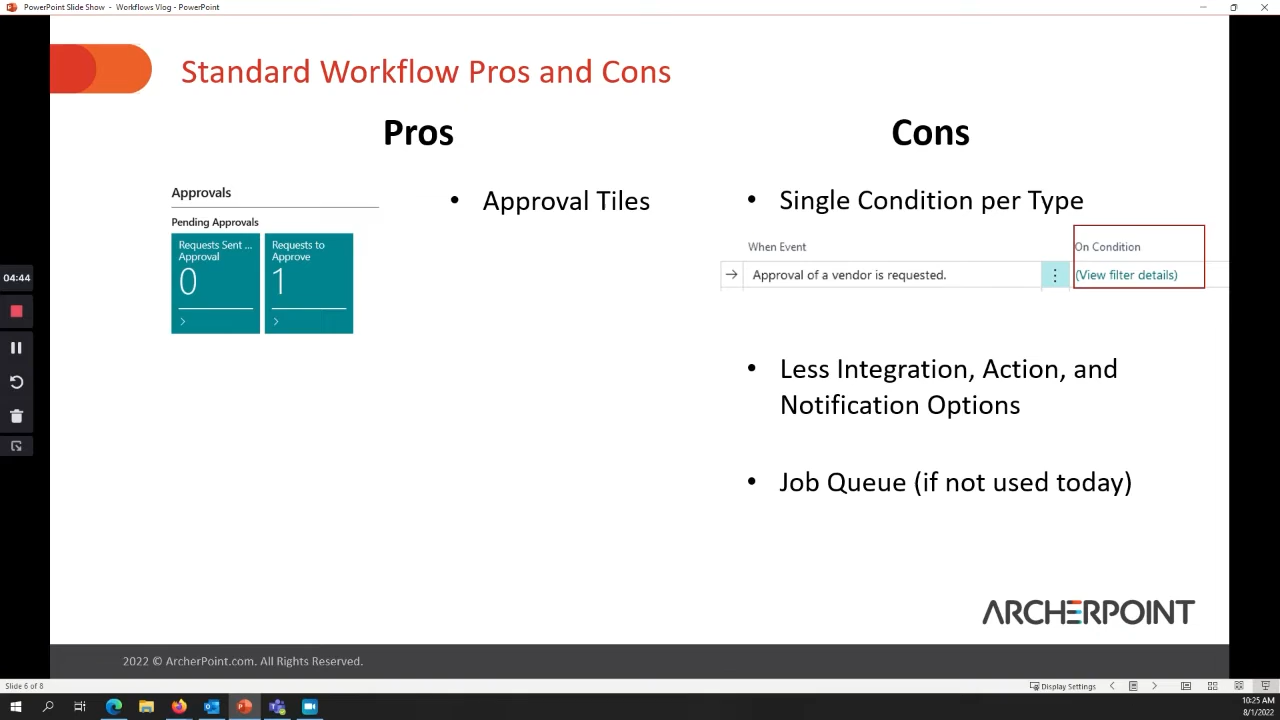 PowerPoint Slide Show - Workflows Vlog - PowerPoint
Standard Workflow Pros and Cons
Pros
Approvals
Pending Approvals
Requests Sent ...
Approval
0
Requests to
Approve
1
• Approval Tiles
Cons
• Single Condition per Type
When Event
On Condition
Approval of a vendor is requested.
(View filter details)
• Less Integration, Action, and
Notification Options
• Job Queue (if not used today)
04:44
ARCHERPOINT
2022 © ArcherPoint.com. All Rights Reserved.
Slide 6 of 8
Display Settings
10:25 AM
8/1/2022